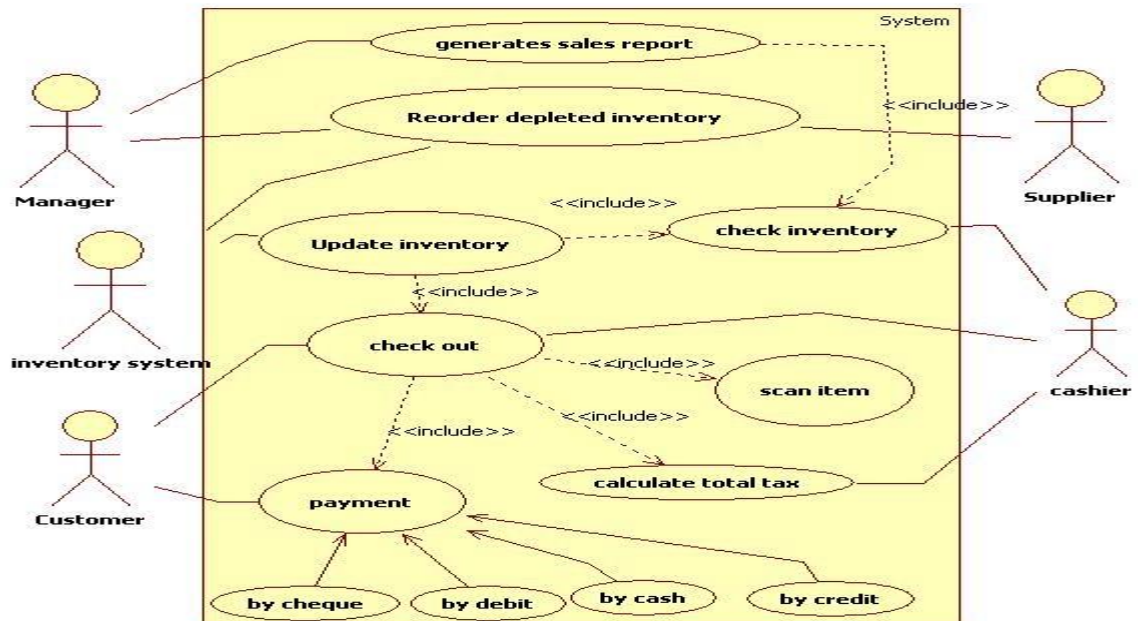 System
generates sales report
<<include>>
Reorder depleted inventory
Manager
Supplier
<<include>>
check inventory
Update inventory
<<include>>
inventory system
check out
<<include>>
scan item
cashier
<<include>>
<<include>>
calculate total tax
payment
Customer
by cheque
by debit
by cash
by credit